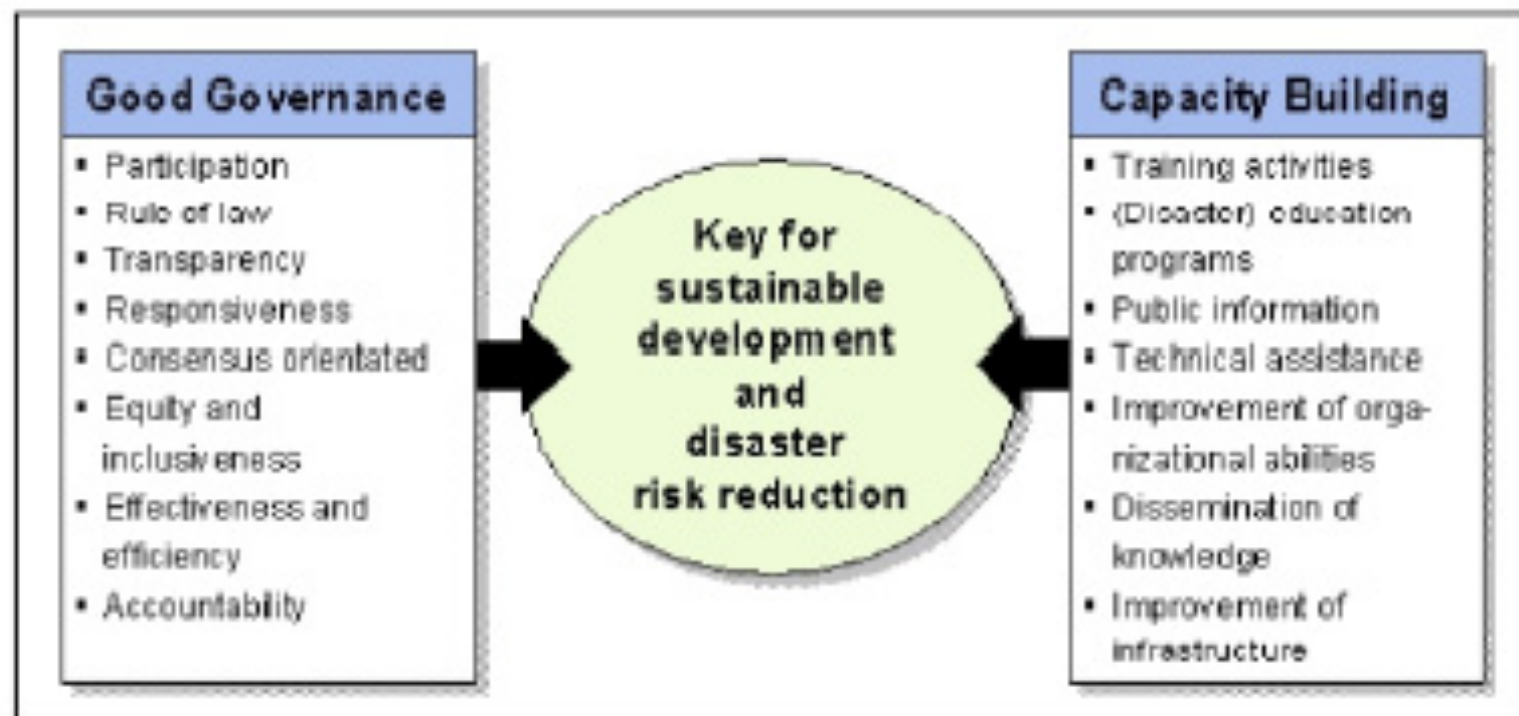 Good Governance
▪ Participation
▪ Rule of law
▪ Transparency
▪ Responsiveness
▪ Consensus orientated
▪ Equity and
inclusiveness
▪ Effectiveness and
efficiency
▪ Accountability
Key for
sustainable
development
and
disaster
risk reduction
Capacity Building
▪ Training activities
▪ (Disaster) education
programs
▪ Public information
▪ Technical assistance
▪ Improvement of orga-
nizational abilities
▪ Dissemination of
knowledge
▪ Improvement of
infrastructure